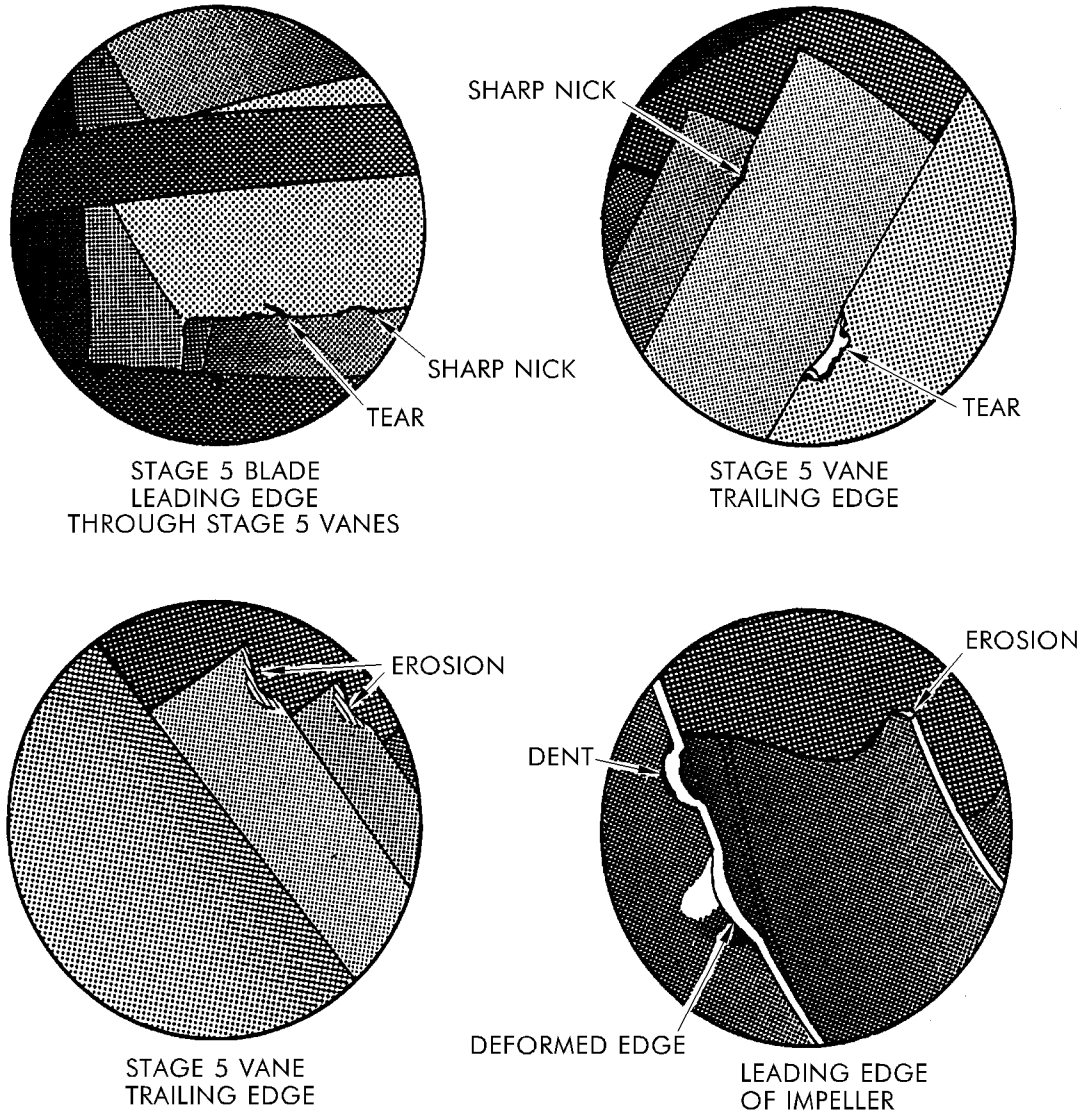 SHARP NICK
TEAR
STAGE 5 BLADE
LEADING EDGE
THROUGH STAGE 5 VANES
SHARP NICK
TEAR
STAGE 5 VANE
TRAILING EDGE
EROSION
STAGE 5 VANE
TRAILING EDGE
EROSION
DENT
DEFORMED EDGE
LEADING EDGE
OF IMPELLER